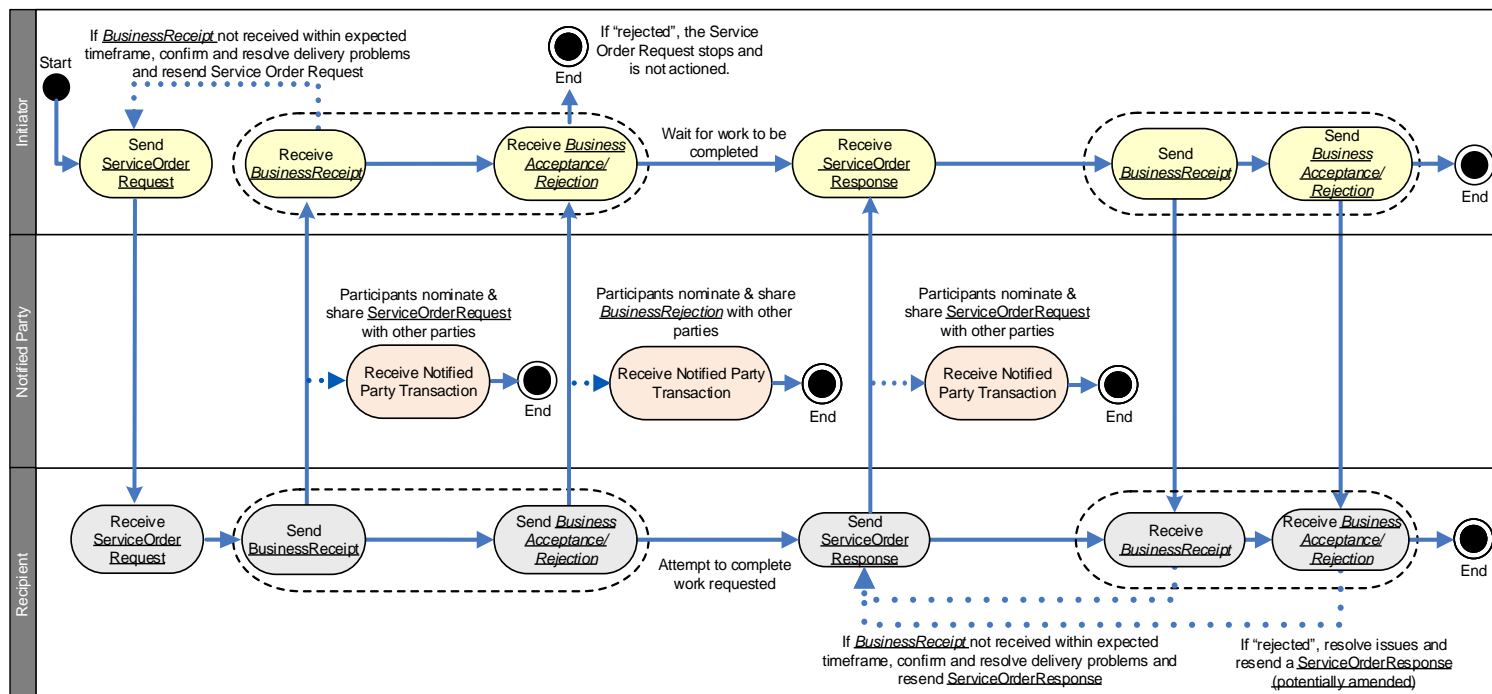 Initiator
Start
If BusinessReceipt not received within expected
timeframe, confirm and resolve delivery problems
and resend Service Order Request
End
If “rejected”, the Service
Order Request stops and
is not actioned.
Send
ServiceOrder
Request
Receive
BusinessReceipt
Receive Business
Acceptance/
Rejection
Wait for work to be
completed
Receive
ServiceOrder
Response
Send
BusinessReceipt
Send
Business
Acceptance/
Rejection
End
Notified Party
Participants nominate &
share ServiceOrderRequest
with other parties
Receive Notified
Party Transaction
End
Participants nominate & share
BusinessRejection with other
parties
Receive Notified Party
Transaction
End
Participants nominate &
share ServiceOrderRequest
with other parties
Receive Notified
Party Transaction
End
Recipient
Receive
ServiceOrder
Request
Send
BusinessReceipt
Send Business
Acceptance/
Rejection
Attempt to complete
work requested
Send
ServiceOrder
Response
Receive
BusinessReceipt
Receive Business
Acceptance/
Rejection
End
If BusinessReceipt not received within expected
timeframe, confirm and resolve delivery problems and
resend ServiceOrderResponse
If “rejected”, resolve issues and
resend a ServiceOrderResponse
(potentially amended)